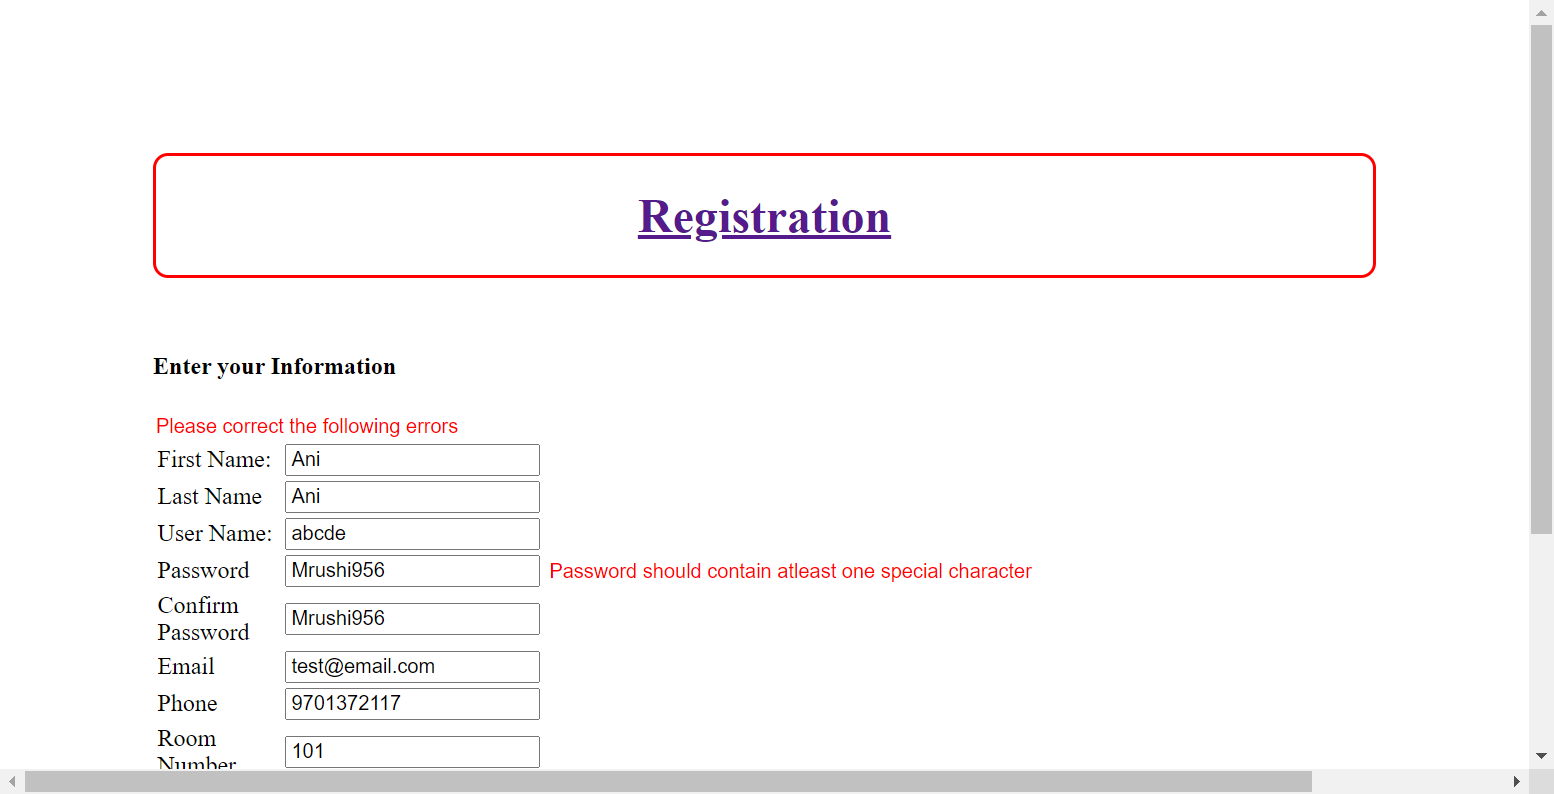 Registration
Enter your Information
Please correct the following errors
First Name: Ani
Last Name Ani
User Name: abcde
Password Mrushi956 Password should contain atleast one special character
Confirm
Password Mrushi956
Email test@email.com
Phone 9701372117
Room
Number 101